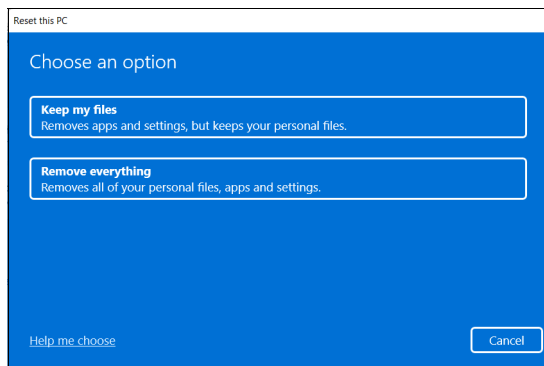 Reset this PC
Choose an option
Keep my files
Removes apps and settings, but keeps your personal files.
Remove everything
Removes all of your personal files, apps and settings.
Help me choose
Cancel